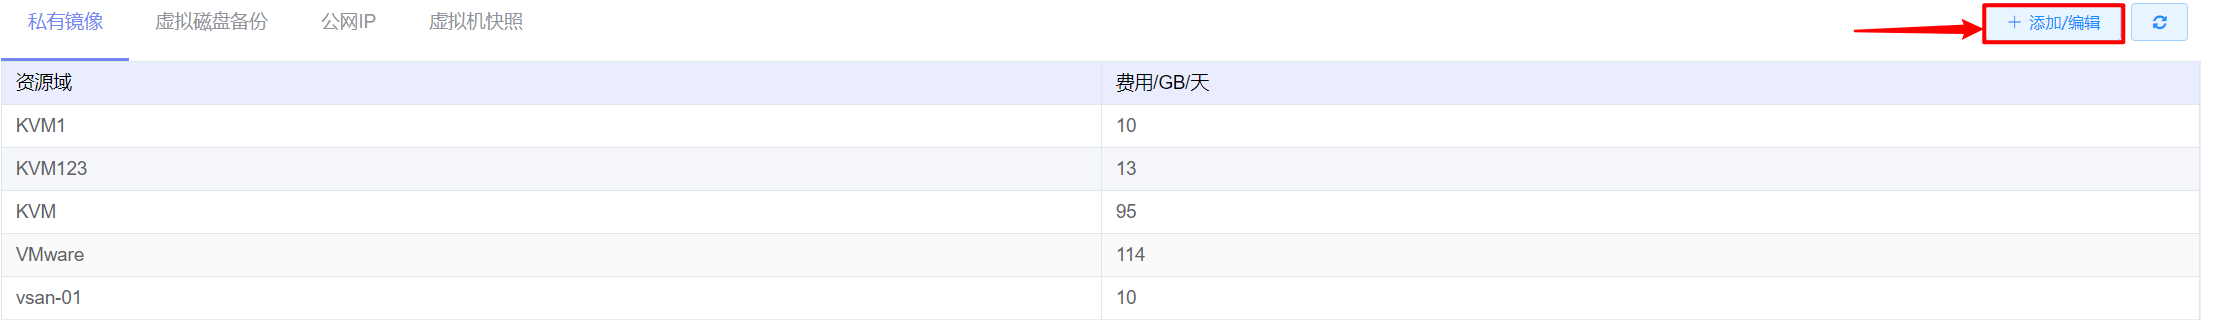 私有镜像 虚拟磁盘备份 公网IP 虚拟机快照 + 添加/编辑
资源域 费用/GB/天
KVM1 10
KVM123 13
KVM 95
VMware 114
vsan-01 10